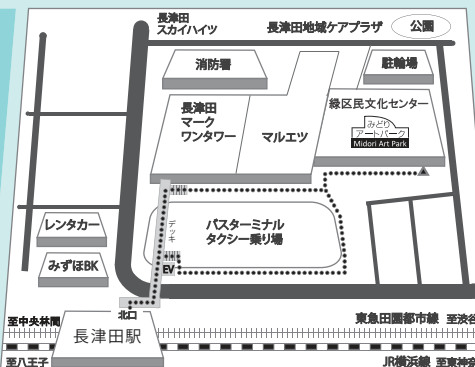 長津田
スカイハイツ
長津田地域ケアプラザ
公園
消防署
駐輪場
長津田
マーク
ワンタワー
マルエツ
緑区民文化センター
みどり
アートパーク
Midori Art Park
デッキ
バスターミナル
タクシー乗り場
レンタカー
みずほBK
EV
北口
至中央林間
東急田園都市線 至渋谷
長津田駅
至八王子
JR横浜線 至東神奈